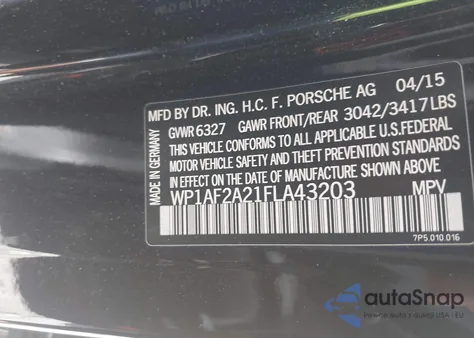 MFD BY DR. ING. H.C. F. PORSCHE AG 04/15
GVWR 6327 GAWR FRONT/REAR 3042/3417LBS
THIS VEHICLE CONFORMS TO ALL APPLICABLE U.S.FEDERAL
MOTOR VEHICLE SAFETY AND THEFT PREVENTION STANDARDS
IN EFFECT ON THE DATE OF MANUFACTURE SHOWN ABOVE
WP1AF2A21FLA43203 MPV
MADE IN GERMANY
7P5.010.016
autoSnap